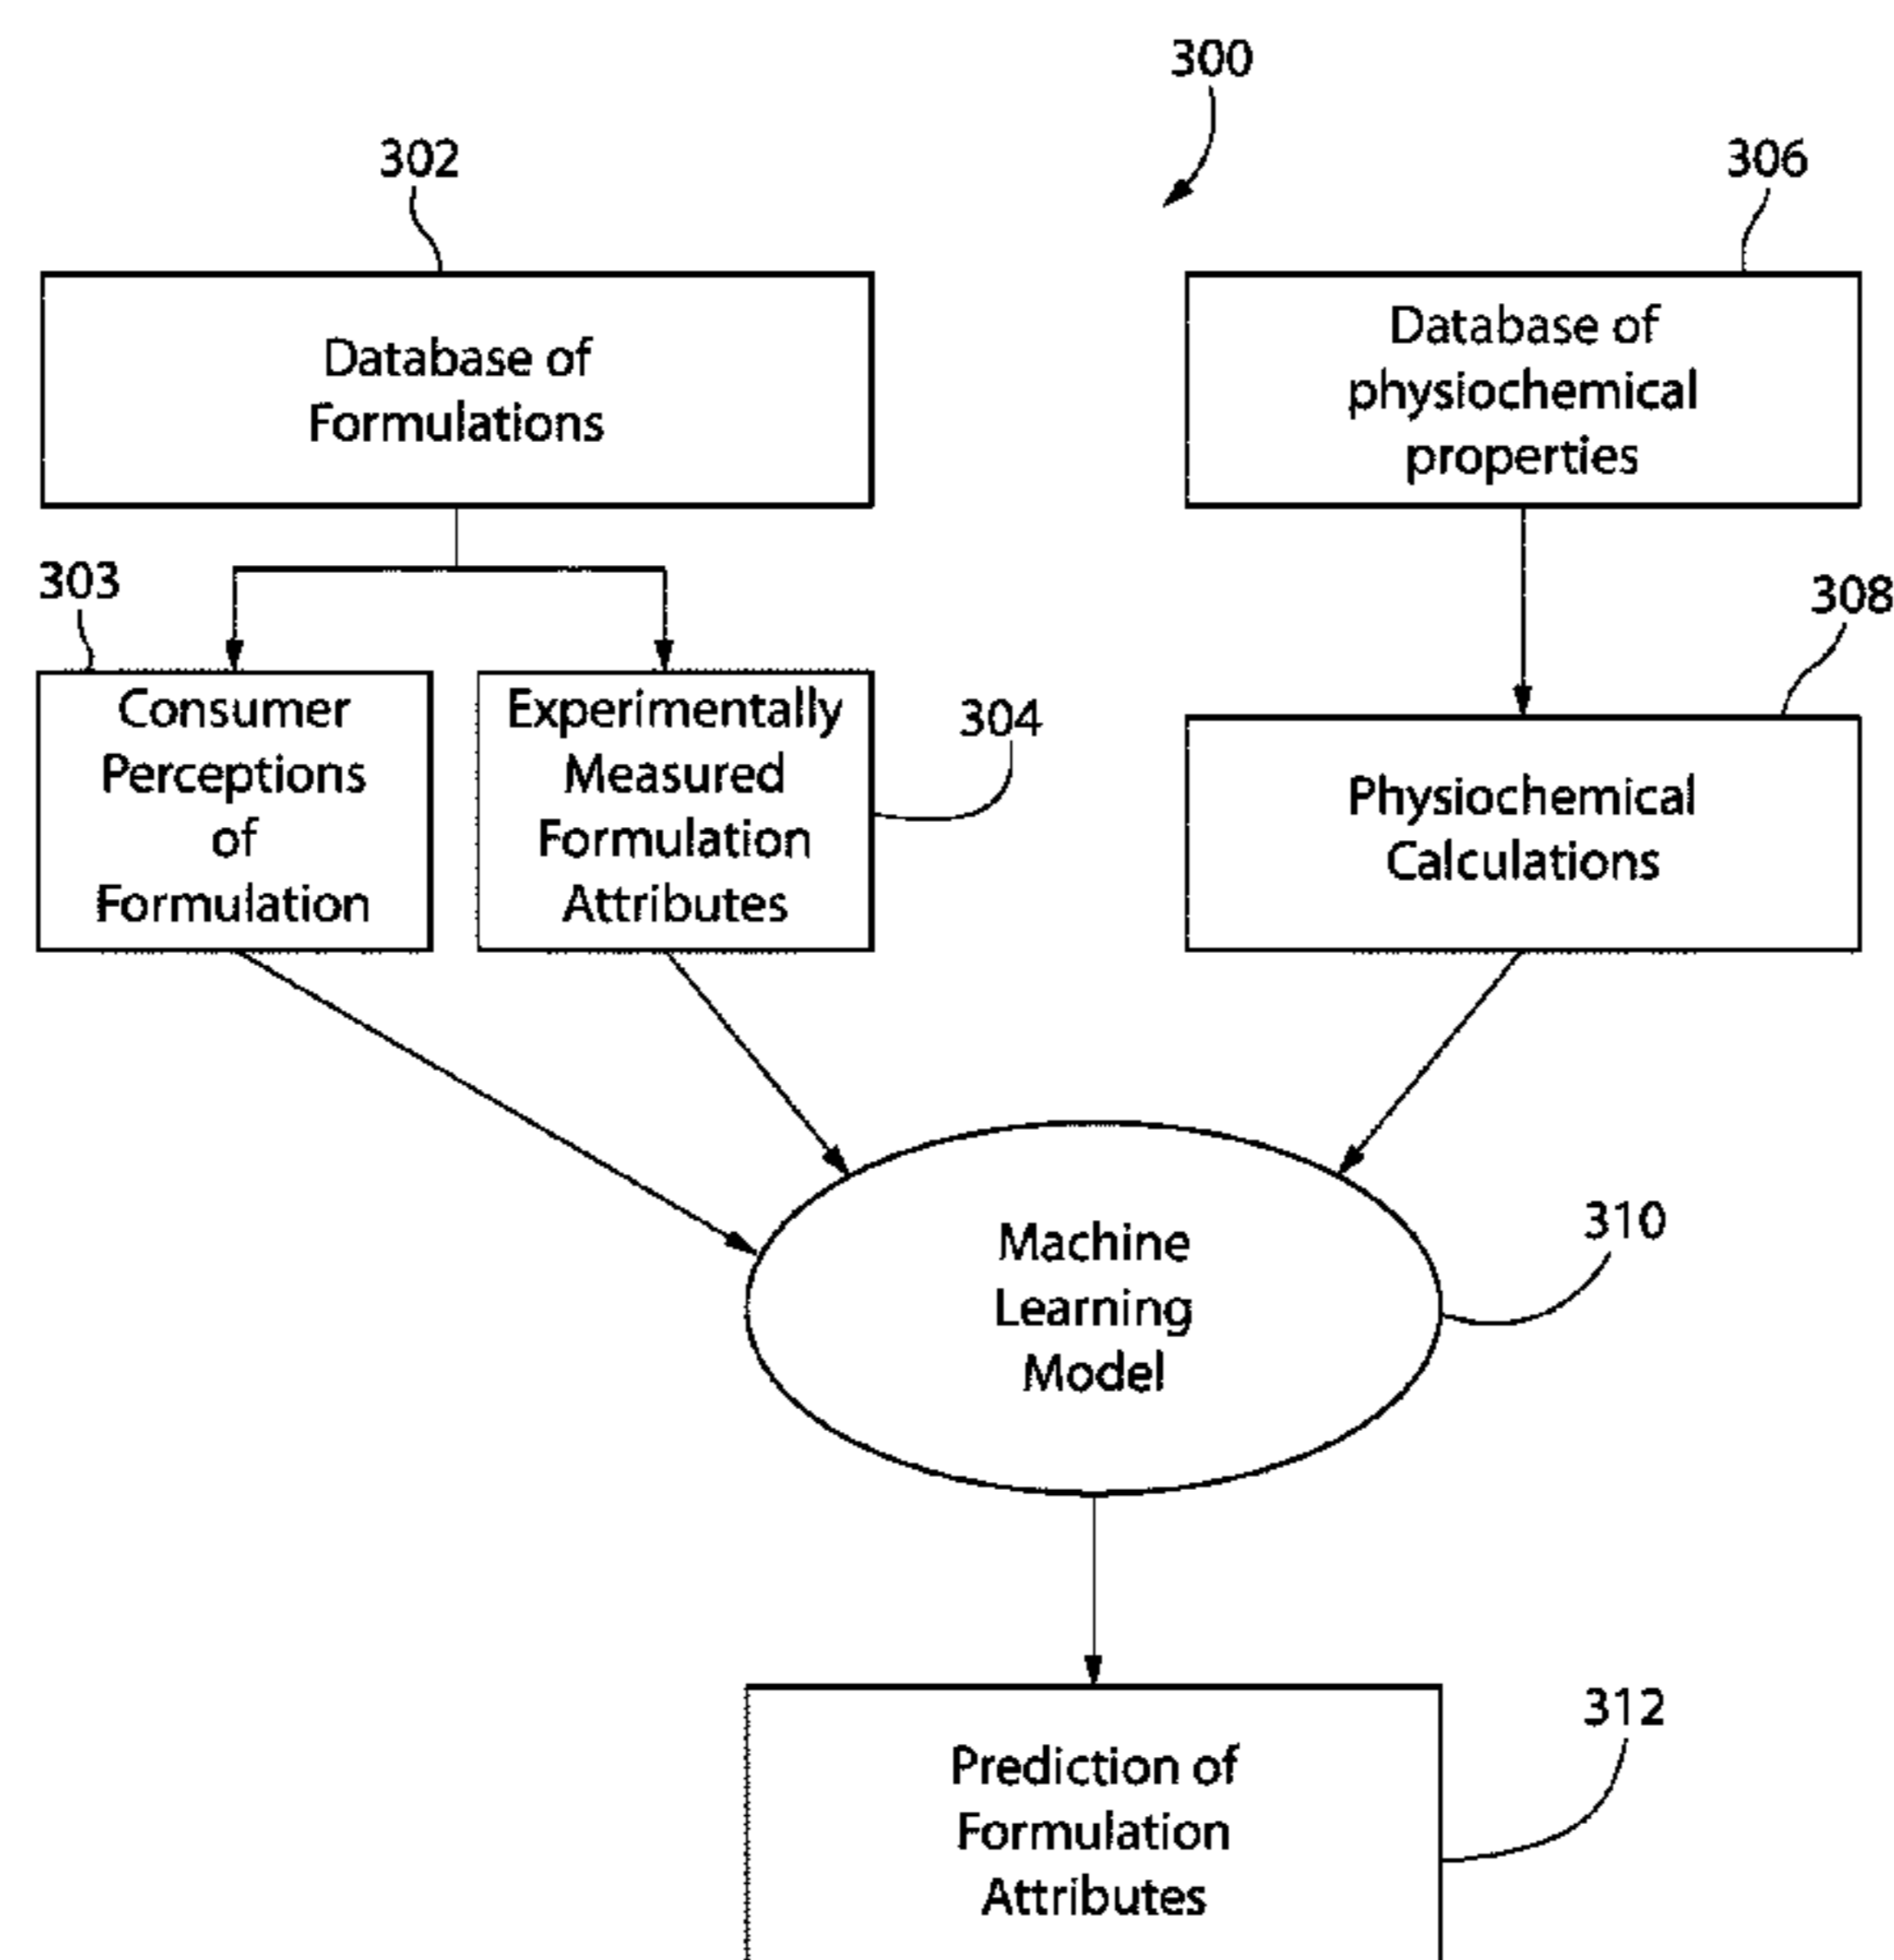 300
302
306
Database of
Formulations
Database of
physiochemical
properties
303
308
Consumer
Perceptions
of
Formulation
Experimentally
Measured
Formulation
Attributes
304
Physiochemical
Calculations
Machine
Learning
Model
310
312
Prediction of
Formulation
Attributes